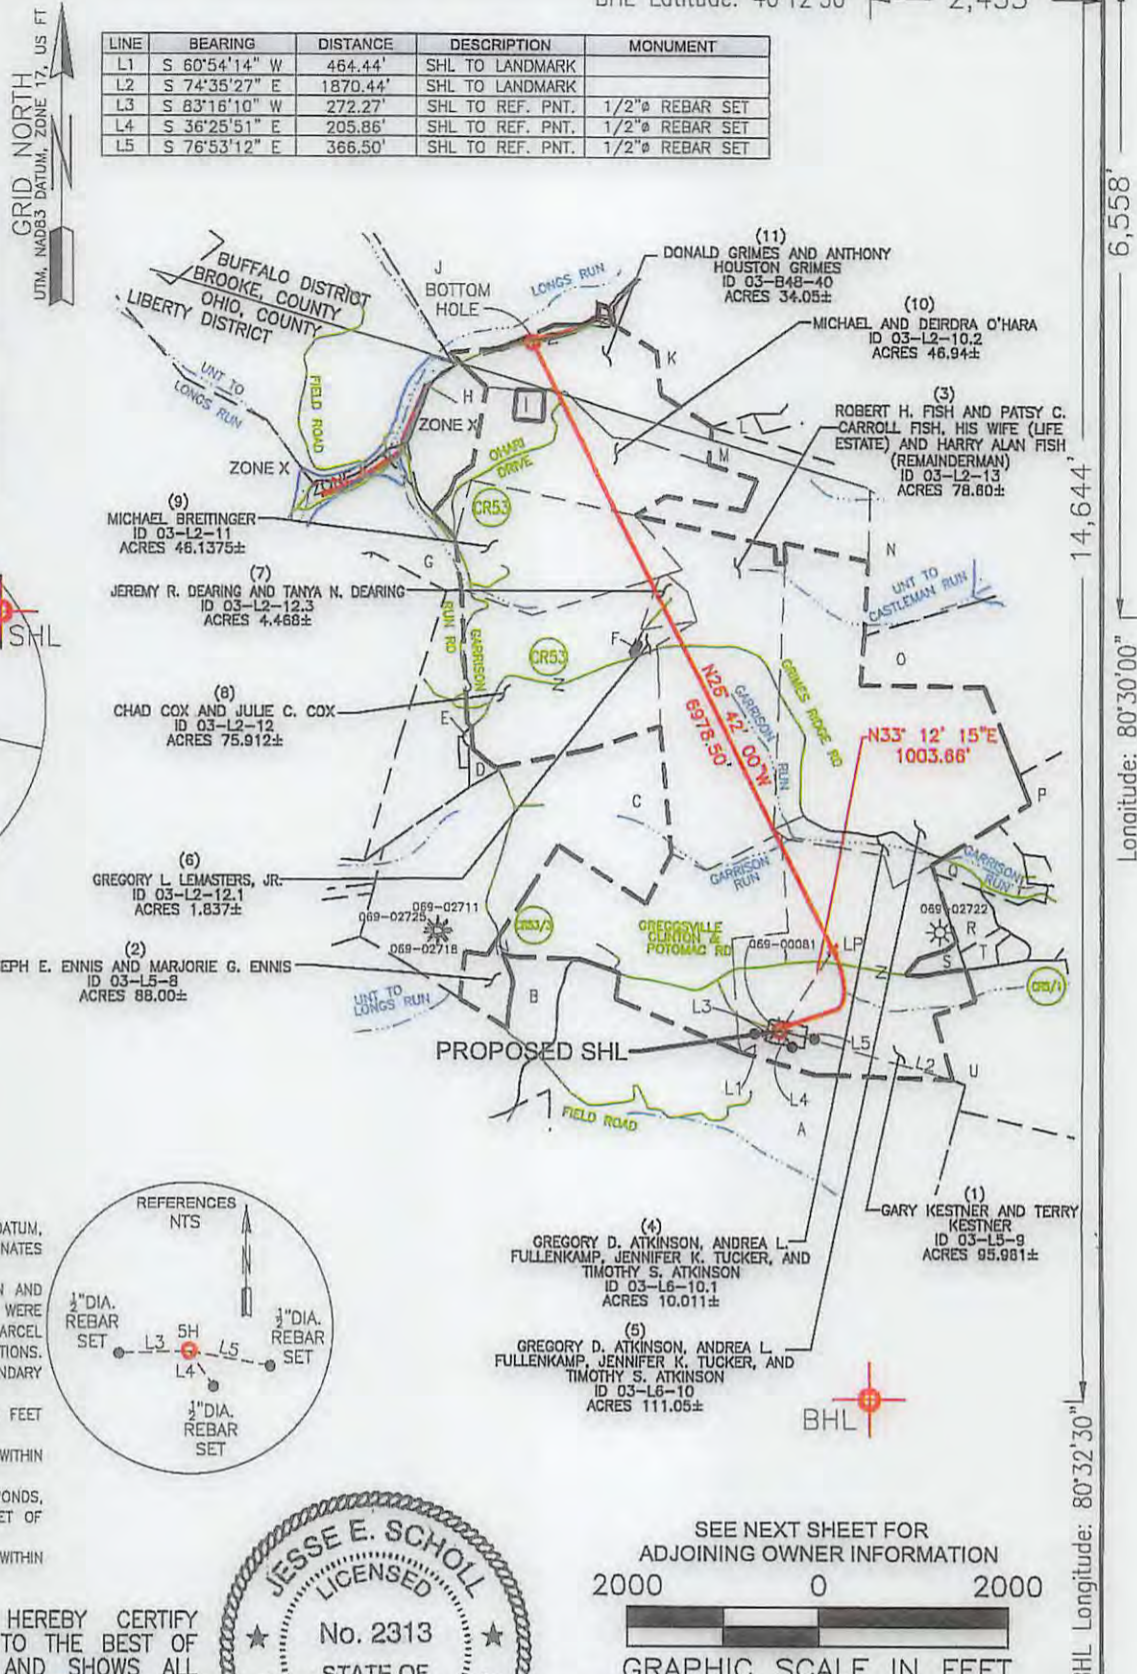 BHL Latitude: 40°12'30"
2,455'
GRID NORTH
UTM, NAD83 DATUM, ZONE 17, US FT
LINE BEARING DISTANCE DESCRIPTION MONUMENT
L1 S 60°54'14" W 464.44' SHL TO LANDMARK
L2 S 74°35'27" E 1870.44' SHL TO LANDMARK
L3 S 83°16'10" W 272.27' SHL TO REF. PNT. 1/2"ø REBAR SET
L4 S 36°25'51" E 205.86' SHL TO REF. PNT. 1/2"ø REBAR SET
L5 S 76°53'12" E 366.50' SHL TO REF. PNT. 1/2"ø REBAR SET
6,558'
14,644'
Longitude: 80°30'00"
BHL Longitude: 80°32'30"
BUFFALO DISTRICT
BROOKE, COUNTY
OHIO, COUNTY
LIBERTY DISTRICT
J
BOTTOM
HOLE
LONGS RUN
(11)
DONALD GRIMES AND ANTHONY
HOUSTON GRIMES
ID 03-B48-40
ACRES 34.05±
(10)
MICHAEL AND DEIRDRA O'HARA
ID 03-L2-10.2
ACRES 46.94±
(3)
ROBERT H. FISH AND PATSY C.
CARROLL FISH, HIS WIFE (LIFE
ESTATE) AND HARRY ALAN FISH
(REMAINDERMAN)
ID 03-L2-13
ACRES 78.60±
UNT TO
LONGS RUN
FIELD ROAD
K
H
I
L
M
ZONE X
ZONE X
ZONE
OHARI
DRIVE
CR53
(9)
MICHAEL BREITINGER
ID 03-L2-11
ACRES 46.1375±
G
N
(7)
JEREMY R. DEARING AND TANYA N. DEARING
ID 03-L2-12.3
ACRES 4.468±
UNT TO
CASTLEMAN RUN
SHL
GARRISON
RUN RD
F
CR53
O
(8)
CHAD COX AND JULIE C. COX
ID 03-L2-12
ACRES 75.912±
E
Z
N26° 42' 00"W
6978.50'
GARRISON
RUN
GRIMES RIDGE RD
N33° 12' 15"E
1003.66'
D
C
P
GARRISON
RUN
GARRISON
RUN
(6)
GREGORY L. LEMASTERS, JR.
ID 03-L2-12.1
ACRES 1.837±
069-02711
069-02725
069-02718
CR53/3
GREGGSVILLE
CLINTON &
POTOMAC RD
069-00081
LP
069-02722
Q
R
S
T
(2)
EPH E. ENNIS AND MARJORIE G. ENNIS
ID 03-L5-8
ACRES 88.00±
UNT TO
LONGS RUN
B
Z
CR5/1
L3
PROPOSED SHL
L5
L2
U
L1
L4
A
FIELD ROAD
(1)
GARY KESTNER AND TERRY
KESTNER
ID 03-L5-9
ACRES 95.981±
(4)
GREGORY D. ATKINSON, ANDREA L.
FULLENKAMP, JENNIFER K. TUCKER, AND
TIMOTHY S. ATKINSON
ID 03-L6-10.1
ACRES 10.011±
(5)
GREGORY D. ATKINSON, ANDREA L.
FULLENKAMP, JENNIFER K. TUCKER, AND
TIMOTHY S. ATKINSON
ID 03-L6-10
ACRES 111.05±
BHL
REFERENCES
NTS
N
½"DIA.
REBAR
SET
L3
5H
L5
L4
½"DIA.
REBAR
SET
½"DIA.
REBAR
SET
DATUM,
NATES
N AND
WERE
ARCEL
TIONS.
NDARY
FEET
WITHIN
PONDS,
ET OF
WITHIN
HEREBY CERTIFY
TO THE BEST OF
AND SHOWS ALL
JESSE E. SCHOLL
LICENSED
No. 2313
STATE OF
SEE NEXT SHEET FOR
ADJOINING OWNER INFORMATION
2000 0 2000
GRAPHIC SCALE IN FEET